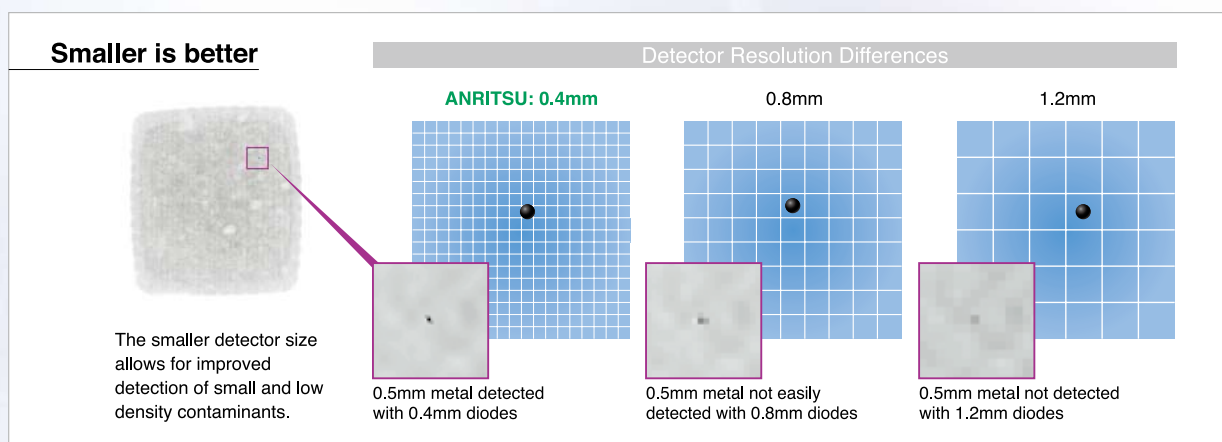 Smaller is better
Detector Resolution Differences
ANRITSU: 0.4mm
0.8mm
1.2mm
The smaller detector size
allows for improved
detection of small and low
density contaminants.
0.5mm metal detected
with 0.4mm diodes
0.5mm metal not easily
detected with 0.8mm diodes
0.5mm metal not detected
with 1.2mm diodes